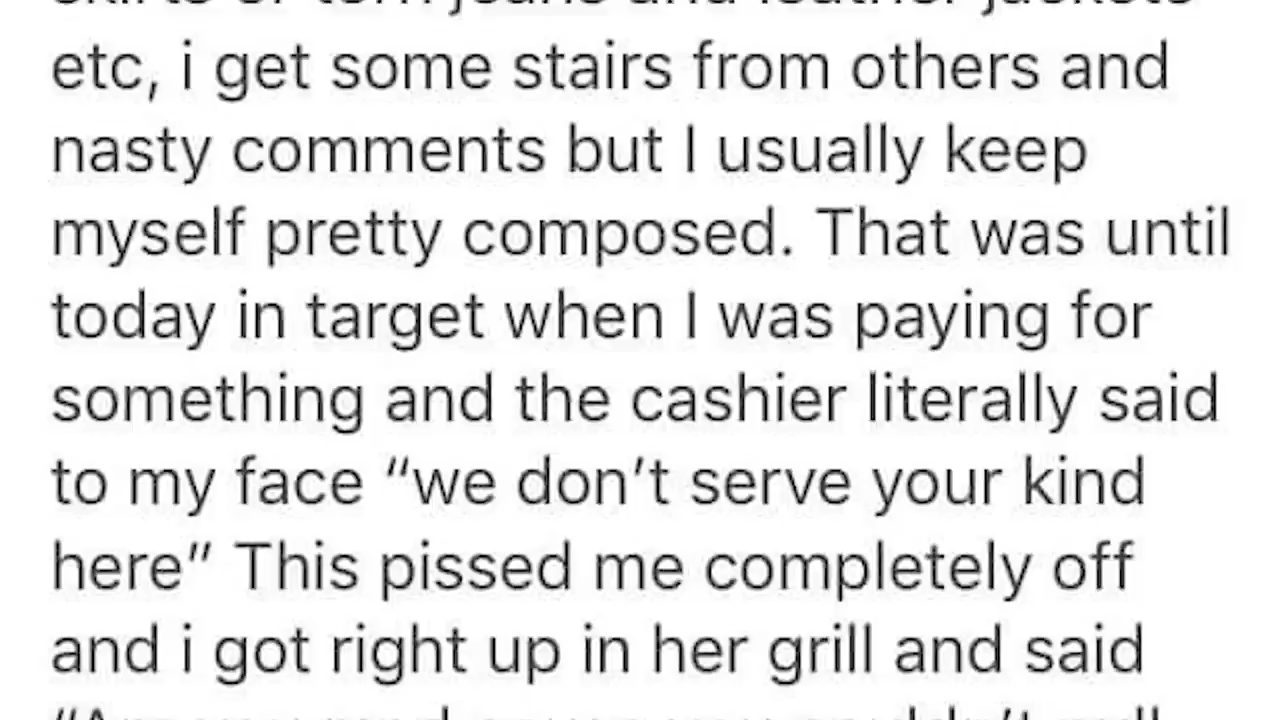 etc, i get some stairs from others and
nasty comments but I usually keep
myself pretty composed. That was until
today in target when I was paying for
something and the cashier literally said
to my face “we don’t serve your kind
here” This pissed me completely off
and i got right up in her grill and said